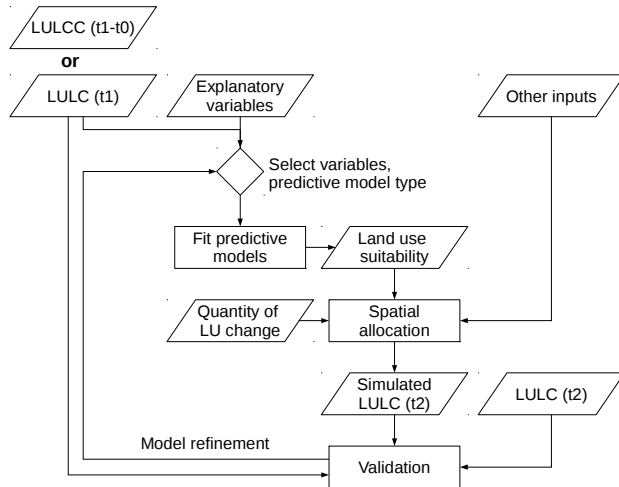 LULCC (t1-t0)
or
LULC (t1)
Explanatory
variables
Other inputs
Select variables,
predictive model type
Fit predictive
models
Land use
suitability
Quantity of
LU change
Spatial
allocation
Simulated
LULC (t2)
LULC (t2)
Model refinement
Validation